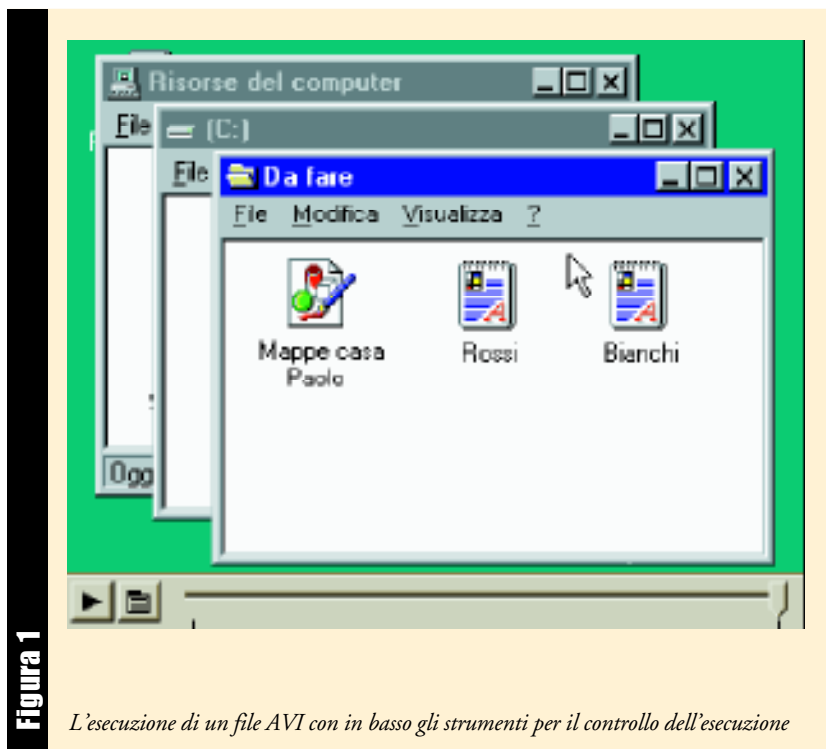 Risorse del computer
File
(C:)
File
Da fare
File Modifica Visualizza ?
Mappe casa
Paolo
Rossi
Bianchi
Ogg
Figura 1
L'esecuzione di un file AVI con in basso gli strumenti per il controllo dell'esecuzione